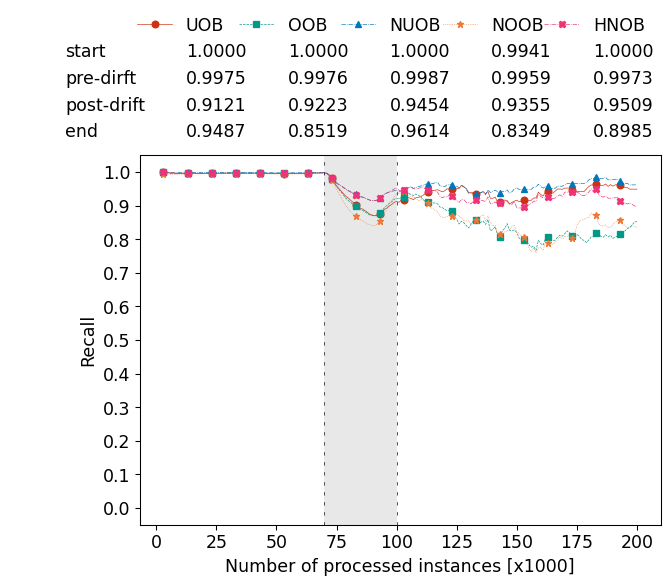 UOB OOB NUOB NOOB HNOB
start 1.0000 1.0000 1.0000 0.9941 1.0000
pre-dirft 0.9975 0.9976 0.9987 0.9959 0.9973
post-drift 0.9121 0.9223 0.9454 0.9355 0.9509
end 0.9487 0.8519 0.9614 0.8349 0.8985
1.0
0.9
0.8
0.7
0.6
0.5
0.4
0.3
0.2
0.1
0.0
Recall
0 25 50 75 100 125 150 175 200
Number of processed instances [x1000]